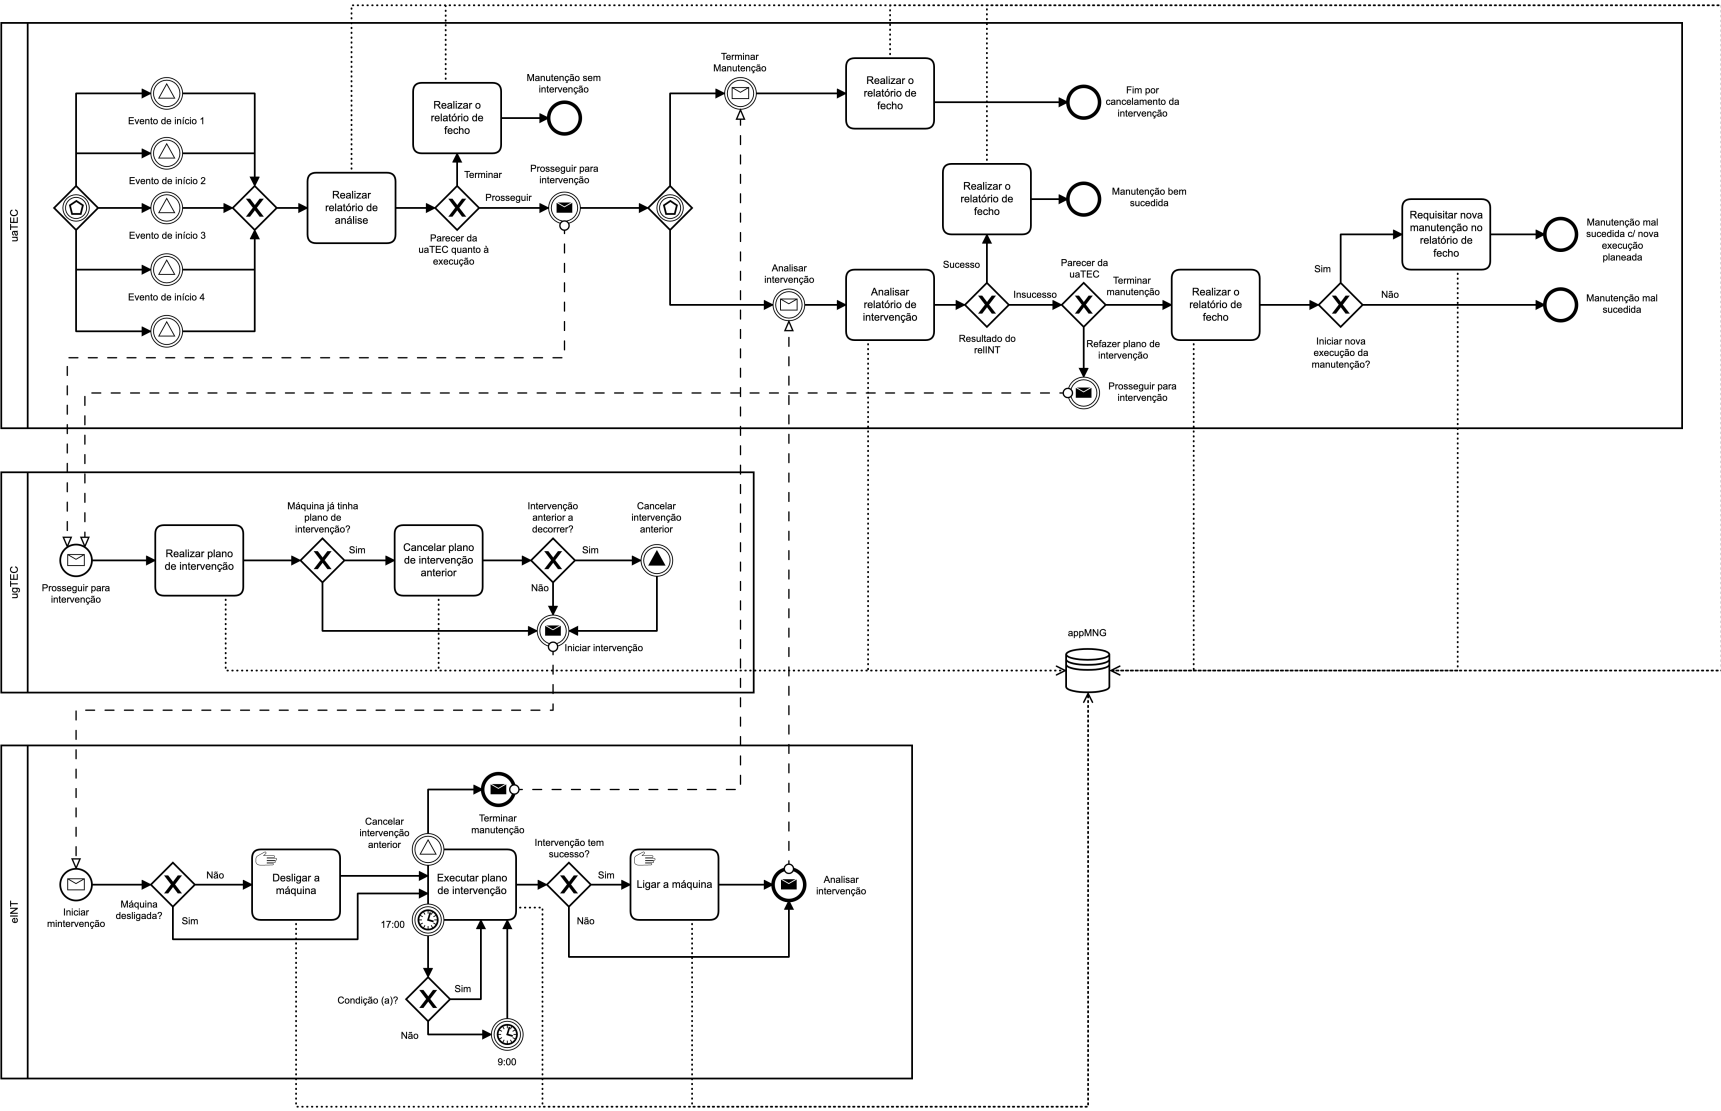 uaTEC
Evento de início 1
Evento de início 2
Evento de início 3
Evento de início 4
Realizar
relatório de
análise
Realizar o
relatório de
fecho
Manutenção sem
intervenção
Terminar
Prosseguir
Parecer da
uaTEC quanto à
execução
Prosseguir para
intervenção
Terminar
Manutenção
Realizar o
relatório de
fecho
Fim por
cancelamento da
intervenção
Analisar
intervenção
Analisar
relatório de
intervenção
Sucesso
Insucesso
Resultado do
relINT
Realizar o
relatório de
fecho
Manutenção bem
sucedida
Parecer da
uaTEC
Terminar
manutenção
Refazer plano de
intervenção
Prosseguir para
intervenção
Realizar o
relatório de
fecho
Sim
Não
Iniciar nova
execução da
manutenção?
Requisitar nova
manutenção no
relatório de
fecho
Manutenção mal
sucedida c/ nova
execução
planeada
Manutenção mal
sucedida
ugTEC
Prosseguir para
intervenção
Realizar plano
de intervenção
Máquina já tinha
plano de
intervenção?
Sim
Cancelar plano
de intervenção
anterior
Intervenção
anterior a
decorrer?
Sim
Não
Cancelar
intervenção
anterior
Iniciar intervenção
appMNG
eINT
Iniciar
mintervenção
Máquina
desligada?
Não
Sim
Desligar a
máquina
Cancelar
intervenção
anterior
Terminar
manutenção
Executar plano
de intervenção
17:00
Condição (a)?
Sim
Não
9:00
Intervenção tem
sucesso?
Sim
Não
Ligar a máquina
Analisar
intervenção